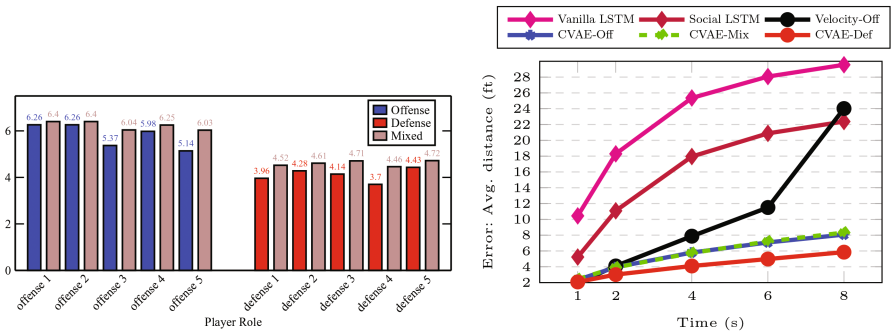 6
4
2
0
6.26
6.4
6.26
6.4
5.37
6.04
5.98
6.25
5.14
6.03
3.96
4.52
4.28
4.61
4.14
4.71
3.7
4.46
4.43
4.72
Offense
Defense
Mixed
offense 1
offense 2
offense 3
offense 4
offense 5
defense 1
defense 2
defense 3
defense 4
defense 5
Player Role
Vanilla LSTM
Social LSTM
Velocity-Off
CVAE-Off
CVAE-Mix
CVAE-Def
Error: Avg. distance (ft)
28
26
24
22
20
18
16
14
12
10
8
6
4
2
1
2
4
6
8
Time (s)